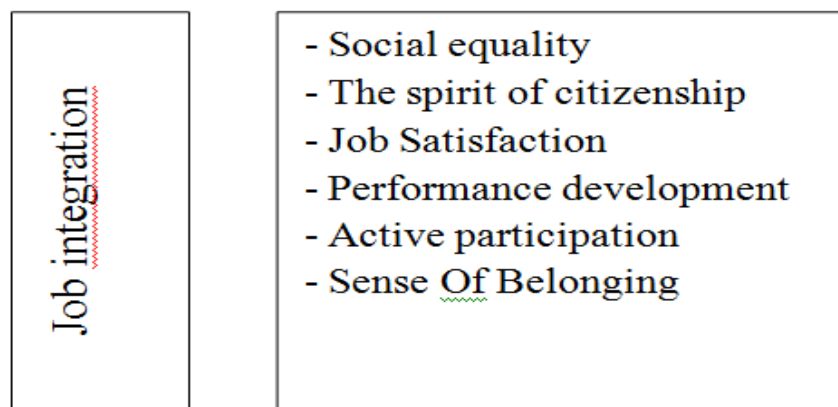 Job integration
- Social equality
- The spirit of citizenship
- Job Satisfaction
- Performance development
- Active participation
- Sense Of Belonging